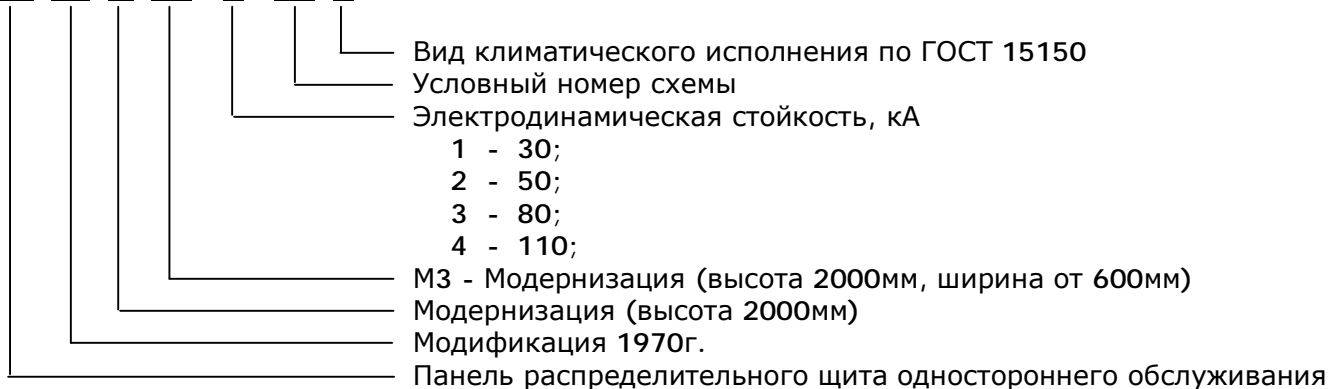 Вид климатического исполнения по ГОСТ 15150
Условный номер схемы
Электродинамическая стойкость, кА
1 - 30;
2 - 50;
3 - 80;
4 - 110;
М3 - Модернизация (высота 2000мм, ширина от 600мм)
Модернизация (высота 2000мм)
Модификация 1970г.
Панель распределительного щита одностороннего обслуживания